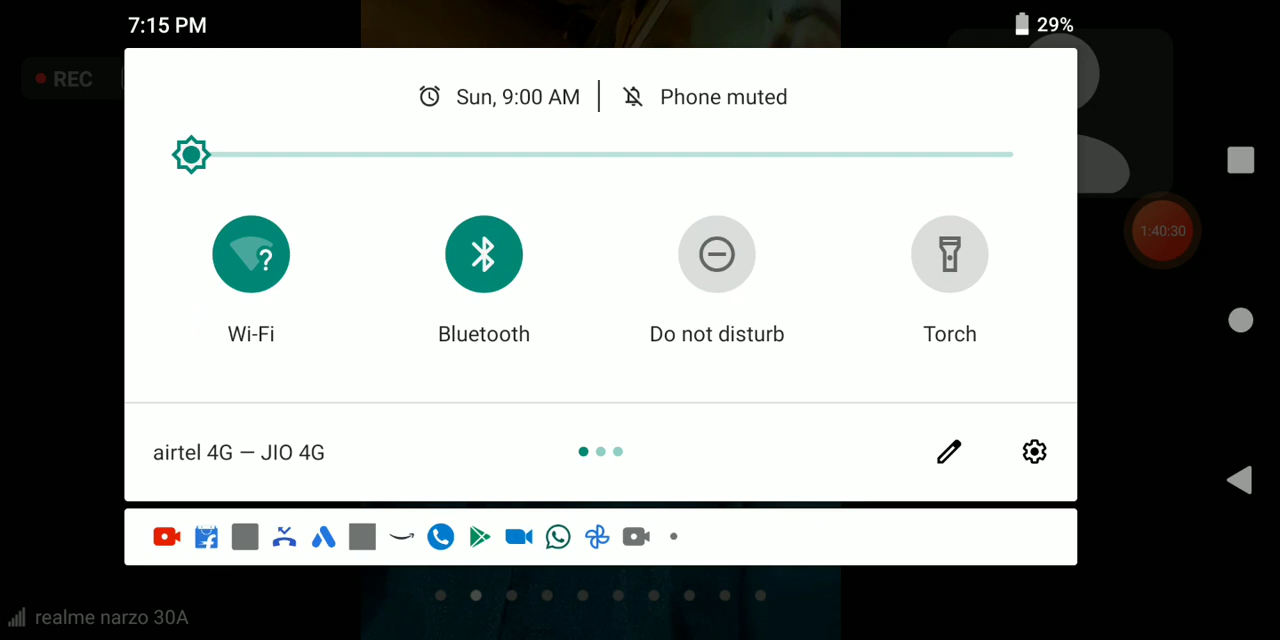 7:15 PM
29%
REC
Sun, 9:00 AM
Phone muted
1:40:30
Wi-Fi
Bluetooth
Do not disturb
Torch
airtel 4G — JIO 4G
realme narzo 30A